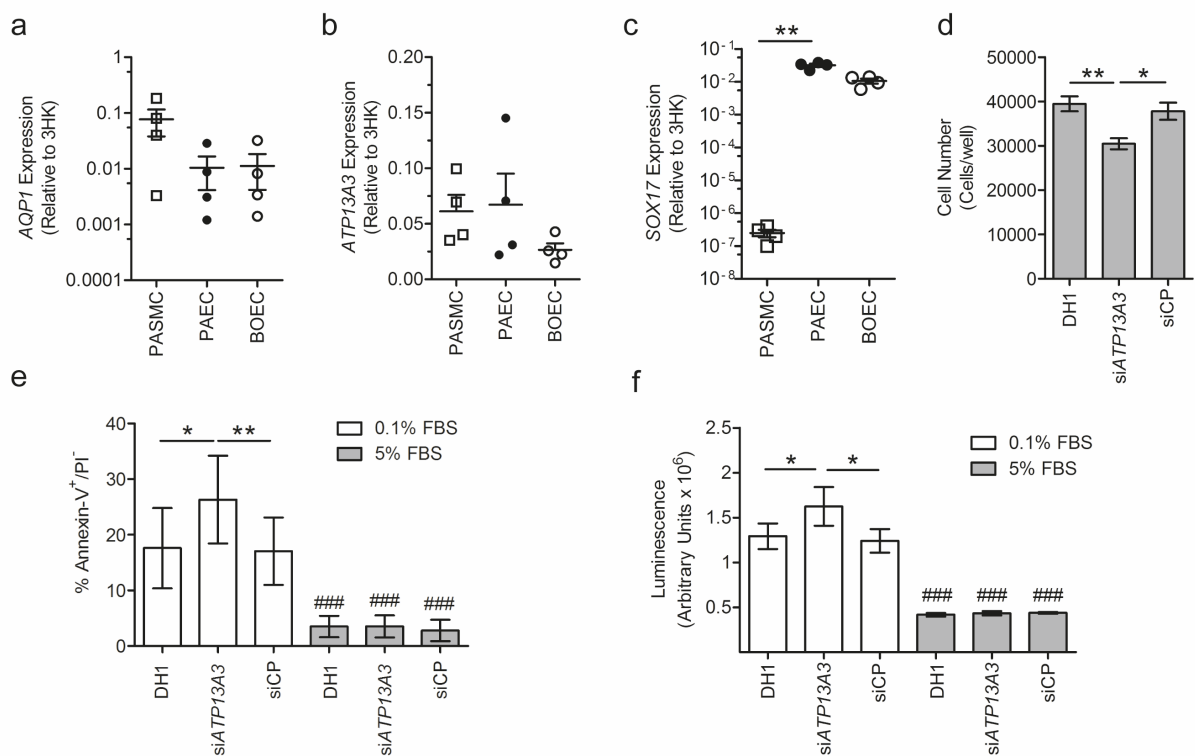 a
AQP1 Expression
(Relative to 3HK)
1
0.1
0.01
0.001
0.0001
PASMC
PAEC
BOEC
b
ATP13A3 Expression
(Relative to 3HK)
0.20
0.15
0.10
0.05
0.00
PASMC
PAEC
BOEC
c
SOX17 Expression
(Relative to 3HK)
**
10⁻¹
10⁻²
10⁻³
10⁻⁴
10⁻⁵
10⁻⁶
10⁻⁷
10⁻⁸
PASMC
PAEC
BOEC
d
Cell Number
(Cells/well)
50000
40000
30000
20000
10000
0
** *
DH1
siATP13A3
siCP
e
% Annexin-V⁺/PI⁻
40
30
20
10
0
* **
0.1% FBS
5% FBS
### ### ###
DH1
siATP13A3
siCP
DH1
siATP13A3
siCP
f
Luminescence
(Arbitrary Units x 10⁶)
2.5
2
1.5
1
0.5
* *
0.1% FBS
5% FBS
### ### ###
DH1
siATP13A3
siCP
DH1
siATP13A3
siCP